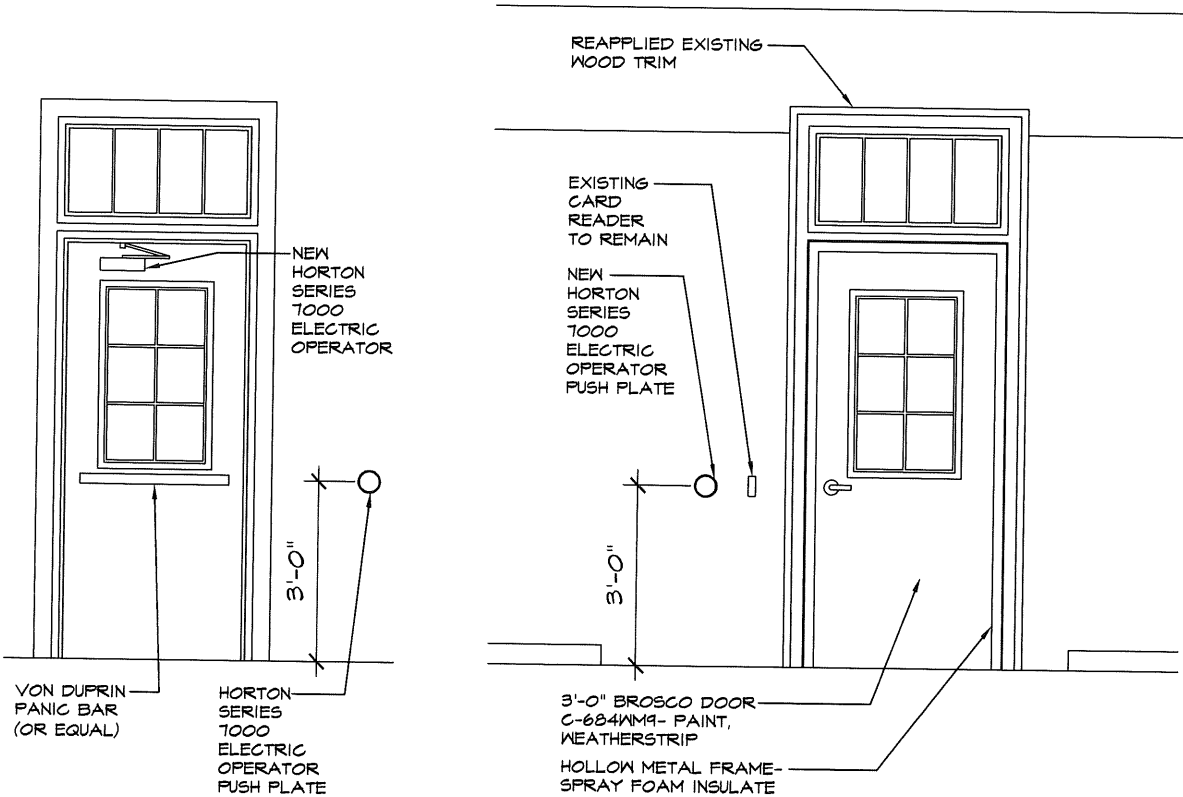 NEW
HORTON
SERIES
7000
ELECTRIC
OPERATOR
3'-0"
VON DUPRIN
PANIC BAR
(OR EQUAL)
HORTON
SERIES
7000
ELECTRIC
OPERATOR
PUSH PLATE
REAPPLIED EXISTING
WOOD TRIM
EXISTING
CARD
READER
TO REMAIN
NEW
HORTON
SERIES
7000
ELECTRIC
OPERATOR
PUSH PLATE
3'-0"
3'-0" BROSCO DOOR
C-684WM9- PAINT,
WEATHERSTRIP
HOLLOW METAL FRAME-
SPRAY FOAM INSULATE